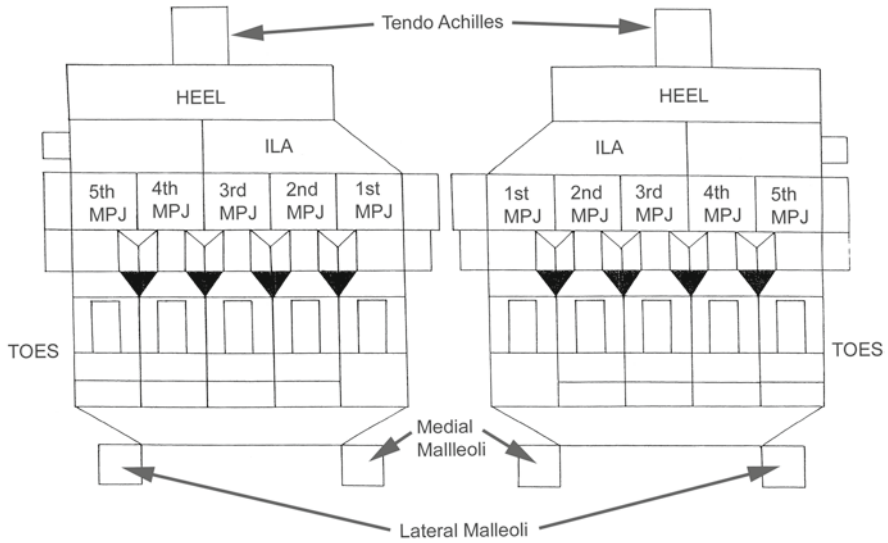 Tendo Achilles
HEEL
HEEL
ILA
ILA
5th MPJ
4th MPJ
3rd MPJ
2nd MPJ
1st MPJ
1st MPJ
2nd MPJ
3rd MPJ
4th MPJ
5th MPJ
TOES
TOES
Medial
Mallleoli
Lateral Malleoli